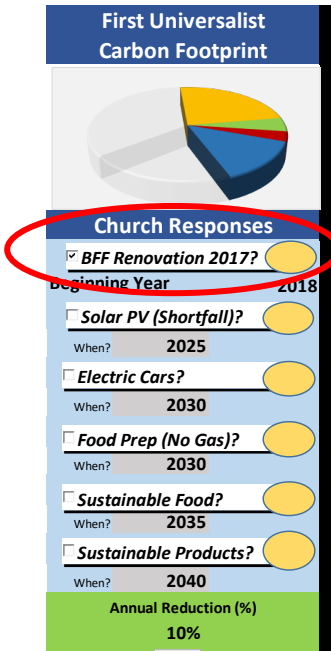 First Universalist
Carbon Footprint
Church Responses
BFF Renovation 2017?
Beginning Year 2018
Solar PV (Shortfall)?
When? 2025
Electric Cars?
When? 2030
Food Prep (No Gas)?
When? 2030
Sustainable Food?
When? 2035
Sustainable Products?
When? 2040
Annual Reduction (%)
10%